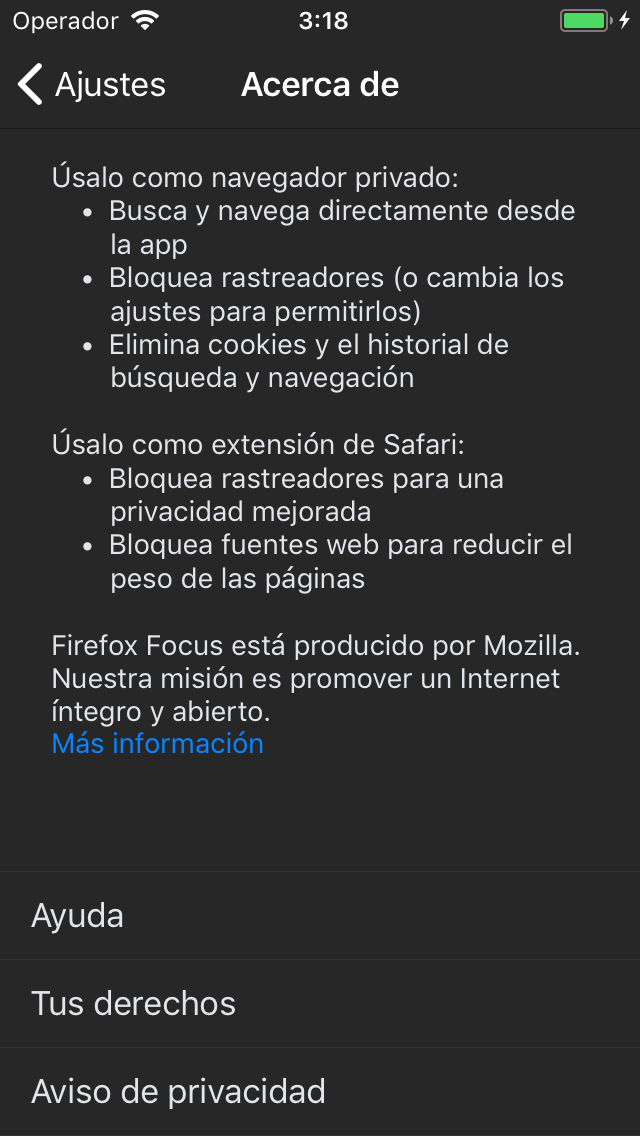 Operador
3:18
Ajustes
Acerca de
Úsalo como navegador privado:
• Busca y navega directamente desde
la app
• Bloquea rastreadores (o cambia los
ajustes para permitirlos)
• Elimina cookies y el historial de
búsqueda y navegación
Úsalo como extensión de Safari:
• Bloquea rastreadores para una
privacidad mejorada
• Bloquea fuentes web para reducir el
peso de las páginas
Firefox Focus está producido por Mozilla.
Nuestra misión es promover un Internet
íntegro y abierto.
Más información
Ayuda
Tus derechos
Aviso de privacidad